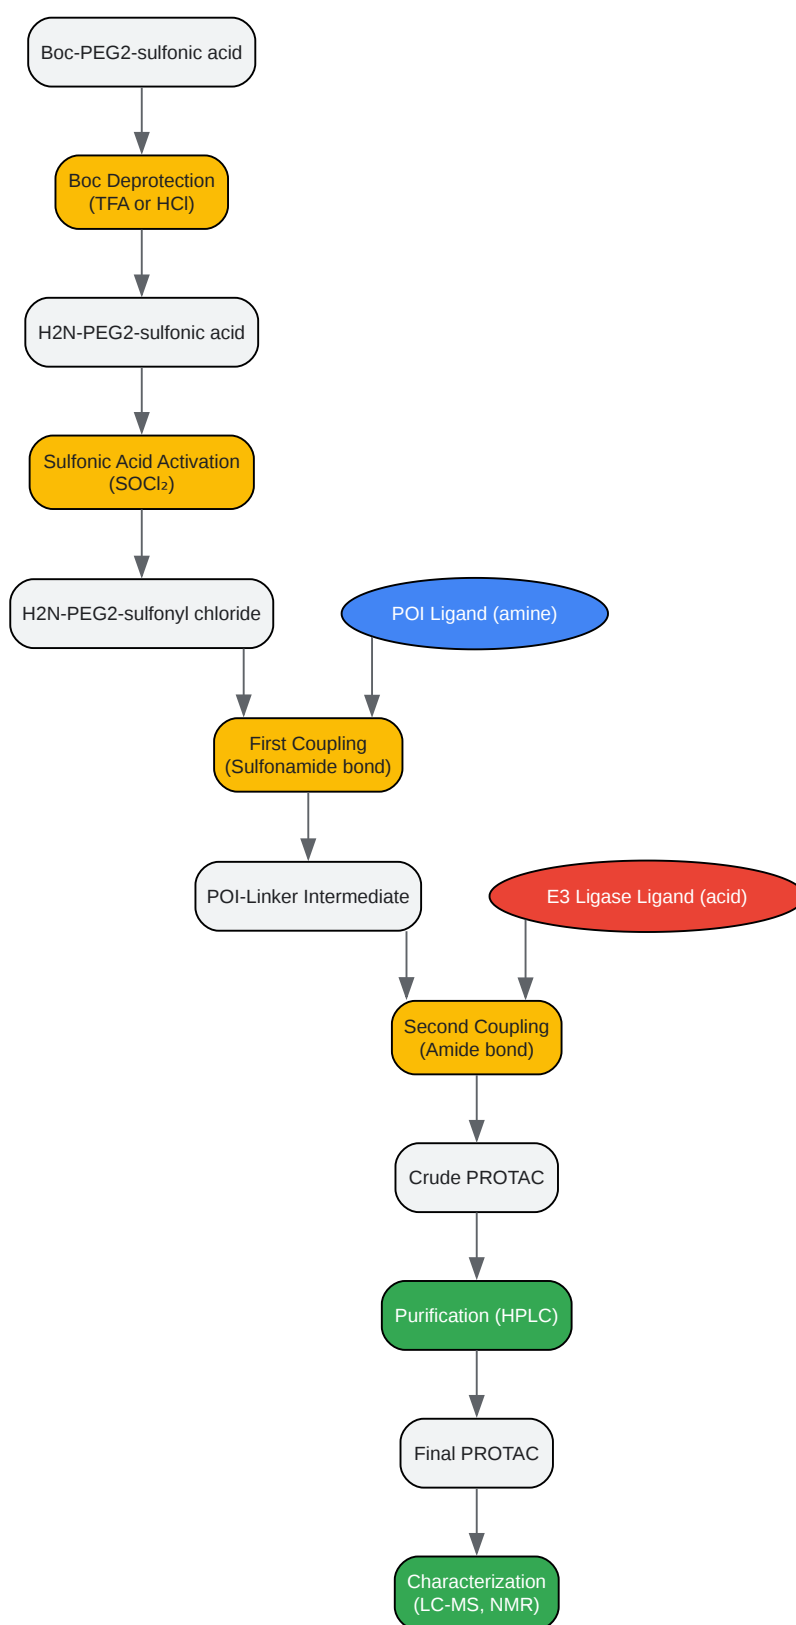 Boc-PEG2-sulfonic acid
Boc Deprotection
(TFA or HCl)
H2N-PEG2-sulfonic acid
Sulfonic Acid Activation
(SOCl₂)
H2N-PEG2-sulfonyl chloride
POI Ligand (amine)
First Coupling
(Sulfonamide bond)
POI-Linker Intermediate
E3 Ligase Ligand (acid)
Second Coupling
(Amide bond)
Crude PROTAC
Purification (HPLC)
Final PROTAC
Characterization
(LC-MS, NMR)